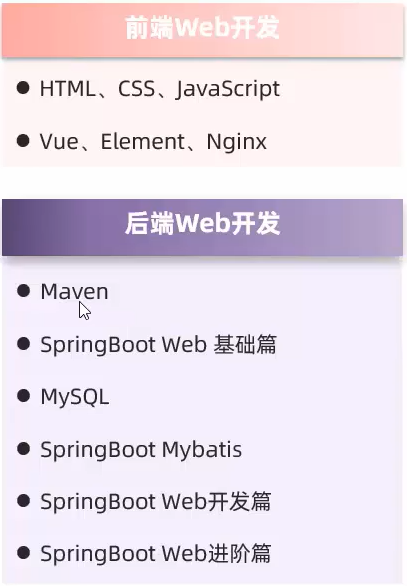 前端Web开发
HTML、CSS、JavaScript
Vue、Element、Nginx
后端Web开发
Maven
SpringBoot Web 基础篇
MySQL
SpringBoot Mybatis
SpringBoot Web开发篇
SpringBoot Web进阶篇